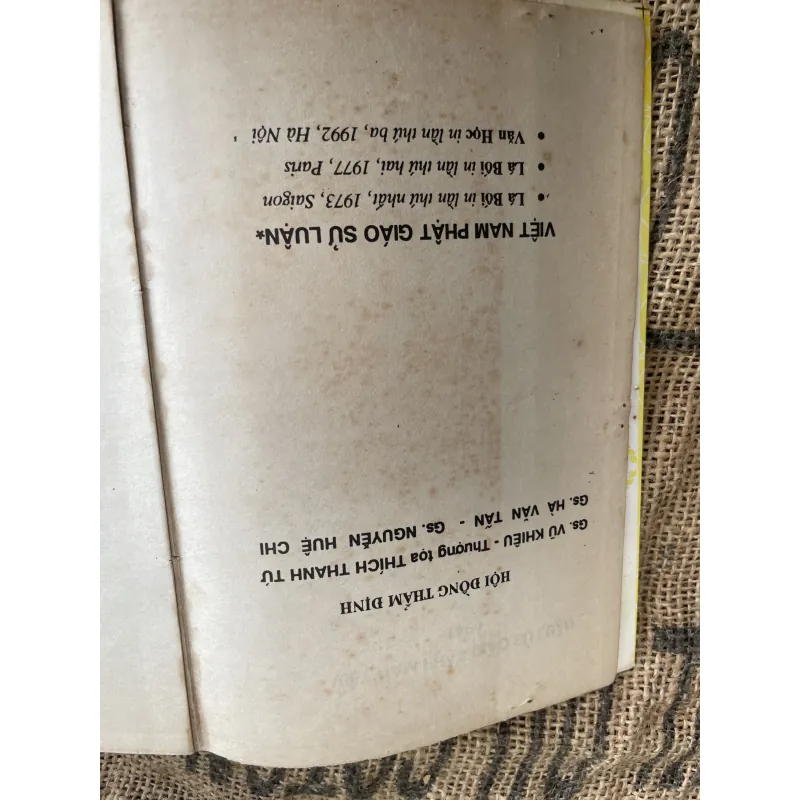 HỘI ĐỒNG THẨM ĐỊNH
Gs. VŨ KHIÊU - Thượng tọa THÍCH THANH TỨ
Gs. HÀ VĂN TẤN - Gs. NGUYỄN HUỆ CHI
VIỆT NAM PHẬT GIÁO SỬ LUẬN*
• Lá Bối in lần thứ nhất, 1973, Saigon
• Lá Bối in lần thứ hai, 1977, Paris
• Văn Học in lần thứ ba, 1992, Hà Nội